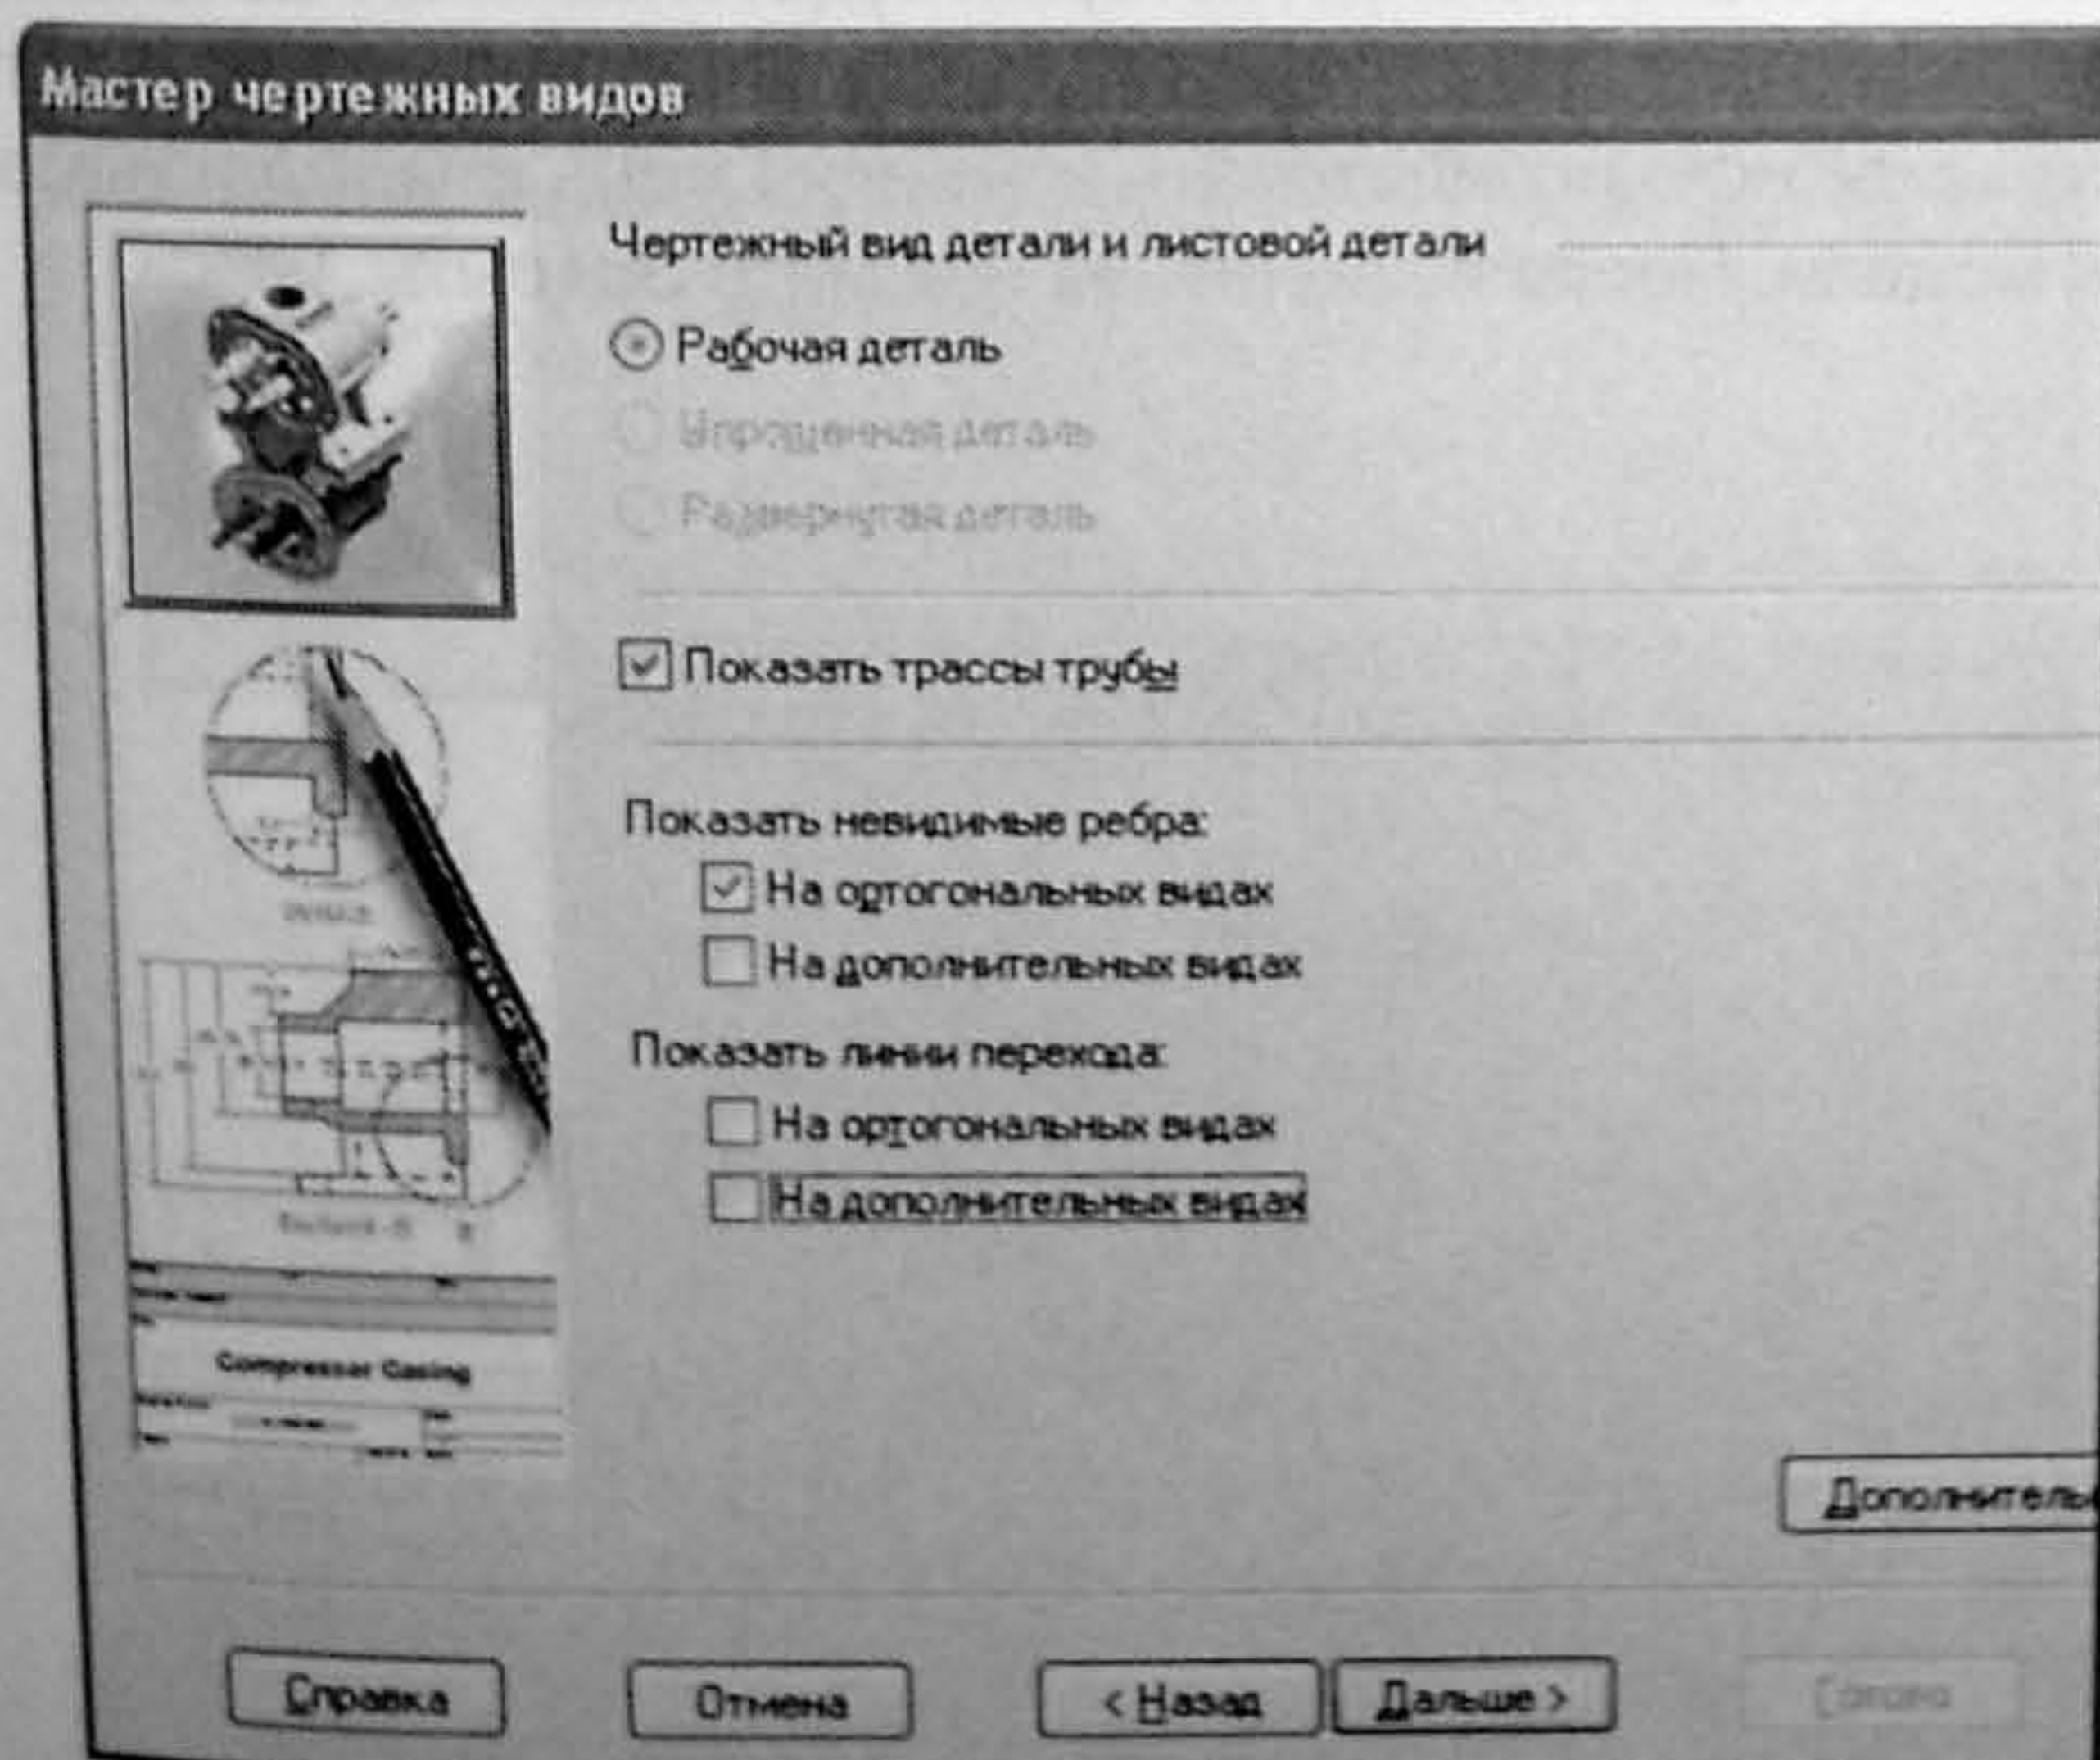 Мастер чертежных видов
Чертежный вид детали и листовой детали
Рабочая деталь
Упрощенная деталь
Развернутая деталь
Показать трассы трубы
Показать невидимые ребра:
На ортогональных видах
На дополнительных видах
Показать линии перехода:
На ортогональных видах
На дополнительных видах
Compressor Casing
Дополнитель
Справка
Отмена
< Назад
Дальше >
Готово